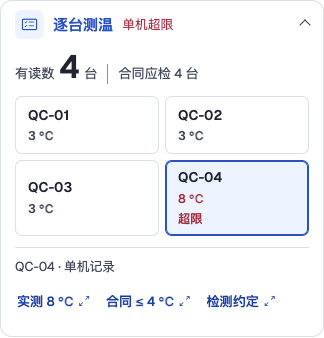 逐台测温 单机超限
有读数 4 台 合同应检 4 台
QC-01
3 °C
QC-02
3 °C
QC-03
3 °C
QC-04
8 °C
超限
QC-04 · 单机记录
实测 8 °C 合同 ≤ 4 °C 检测约定